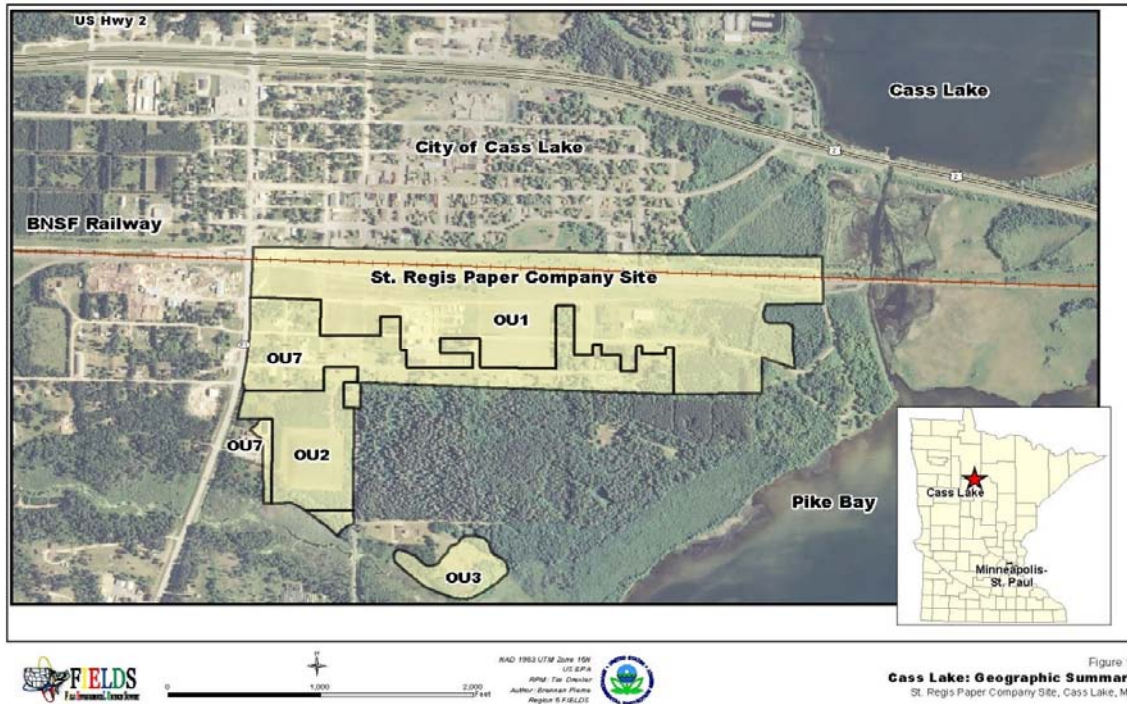 US Hwy 2
Cass Lake
City of Cass Lake
2
2
BNSF Railway
St. Regis Paper Company Site
OU1
OU7
OU7
OU2
OU3
Pike Bay
Cass Lake
Minneapolis-
St. Paul
FIELDS
0 1,000 2,000
Feet
NAD 1983 UTM Zone 15N
US EPA
RPM: Tim Drexler
Author: Brennan Pierce
Region 5 FIELDS
Figure
Cass Lake: Geographic Summar
St. Regis Paper Company Site, Cass Lake, M